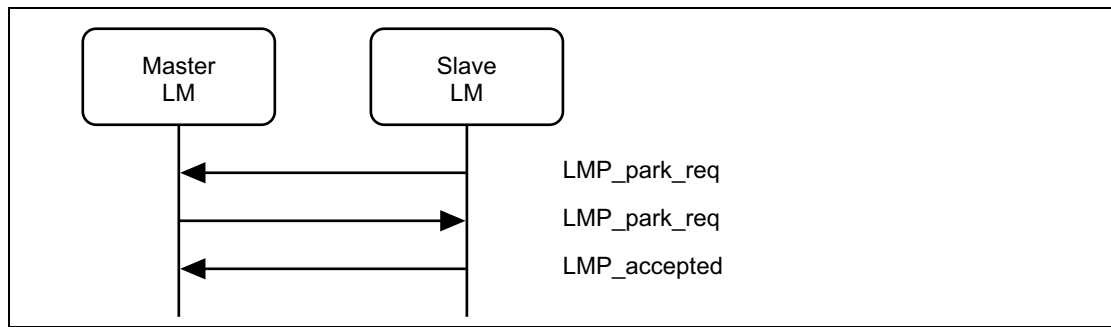 Master
LM
Slave
LM
LMP_park_req
LMP_park_req
LMP_accepted